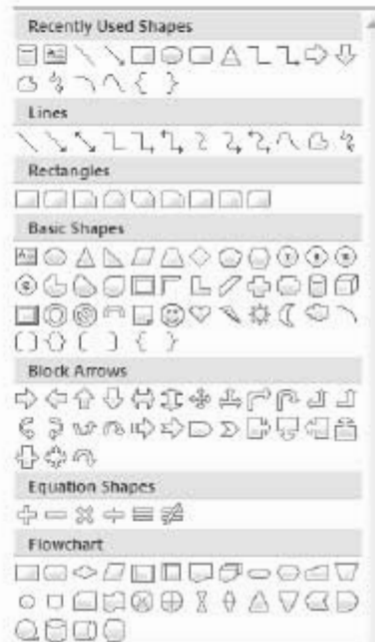 Recently Used Shapes
Lines
Rectangles
Basic Shapes
Block Arrows
Equation Shapes
Flowchart